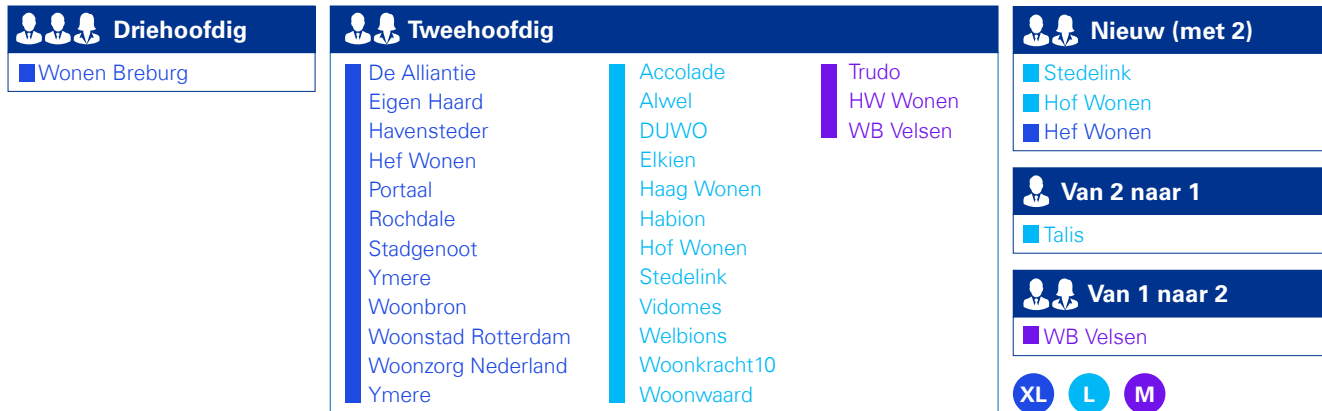 Driehoofdig
Wonen Breburg
Tweehoofdig
De Alliantie
Eigen Haard
Havensteder
Hef Wonen
Portaal
Rochdale
Stadgenoot
Ymere
Woonbron
Woonstad Rotterdam
Woonzorg Nederland
Ymere
Accolade
Alwel
DUWO
Elkien
Haag Wonen
Habion
Hof Wonen
Stedelink
Vidomes
Welbions
Woonkracht10
Woonwaard
Trudo
HW Wonen
WB Velsen
Nieuw (met 2)
Stedelink
Hof Wonen
Hef Wonen
Van 2 naar 1
Talis
Van 1 naar 2
WB Velsen
XL L M